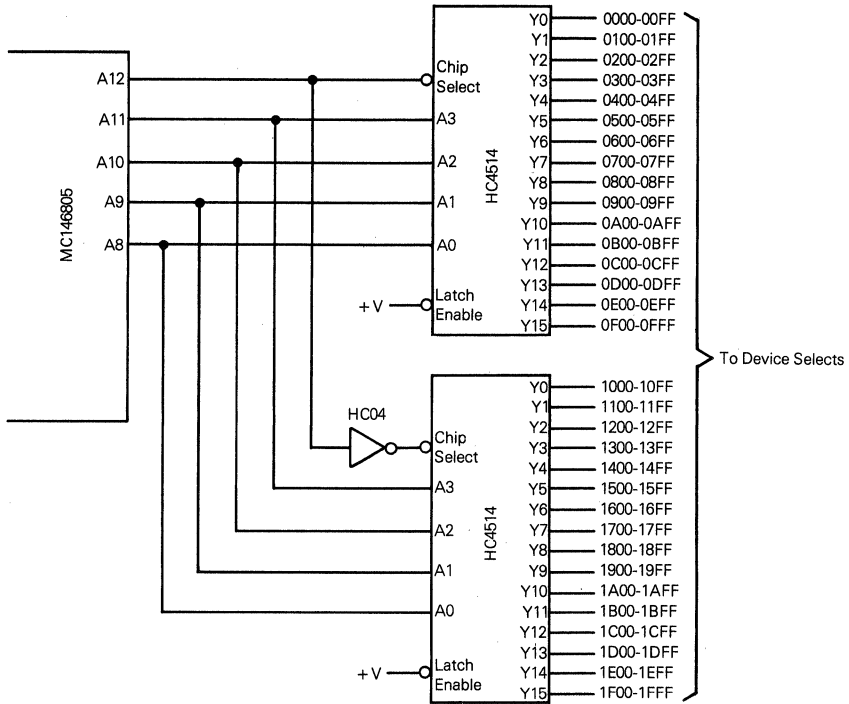 MC146805
A12
A11
A10
A9
A8
Chip
Select
A3
A2
A1
A0
+V
Latch
Enable
HC4514
Y0 0000-00FF
Y1 0100-01FF
Y2 0200-02FF
Y3 0300-03FF
Y4 0400-04FF
Y5 0500-05FF
Y6 0600-06FF
Y7 0700-07FF
Y8 0800-08FF
Y9 0900-09FF
Y10 0A00-0AFF
Y11 0B00-0BFF
Y12 0C00-0CFF
Y13 0D00-0DFF
Y14 0E00-0EFF
Y15 0F00-0FFF
To Device Selects
HC04
Chip
Select
A3
A2
A1
A0
+V
Latch
Enable
HC4514
Y0 1000-10FF
Y1 1100-11FF
Y2 1200-12FF
Y3 1300-13FF
Y4 1400-14FF
Y5 1500-15FF
Y6 1600-16FF
Y7 1700-17FF
Y8 1800-18FF
Y9 1900-19FF
Y10 1A00-1AFF
Y11 1B00-1BFF
Y12 1C00-1CFF
Y13 1D00-1DFF
Y14 1E00-1EFF
Y15 1F00-1FFF